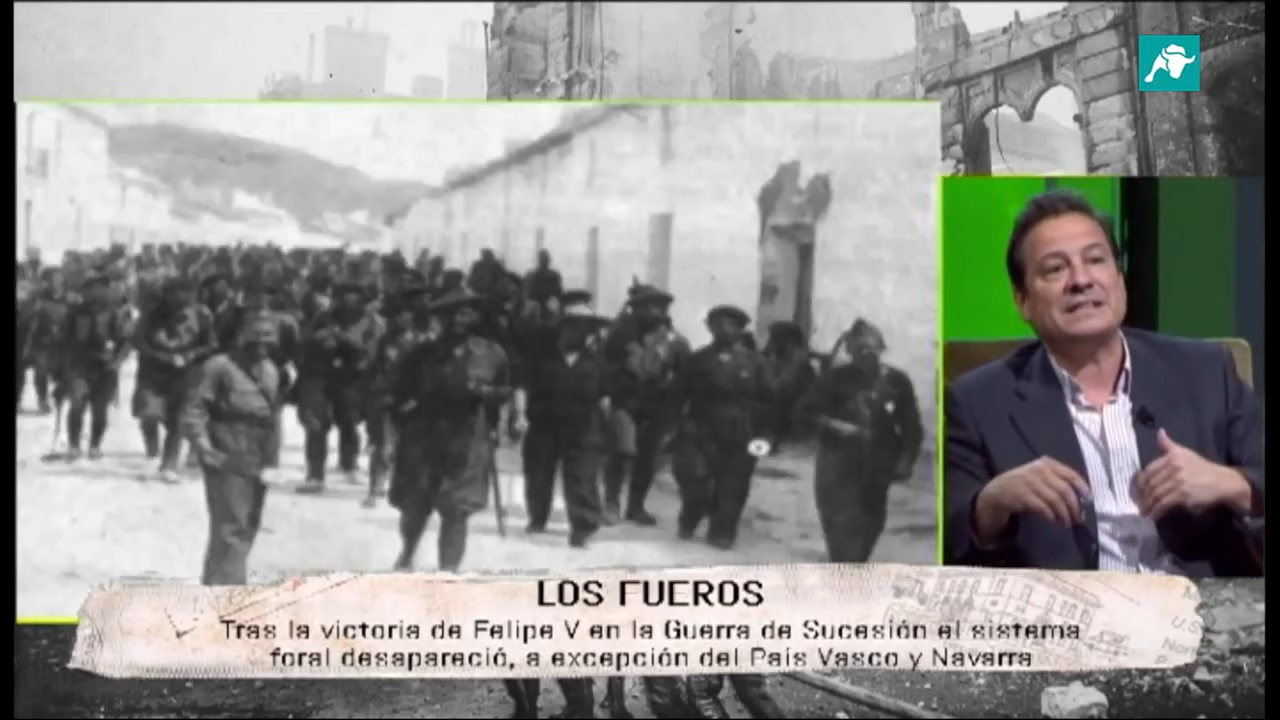 LOS FUEROS
Tras la victoria de Felipe V en la Guerra de Sucesión el sistema
foral desapareció, a excepción del País Vasco y Navarra